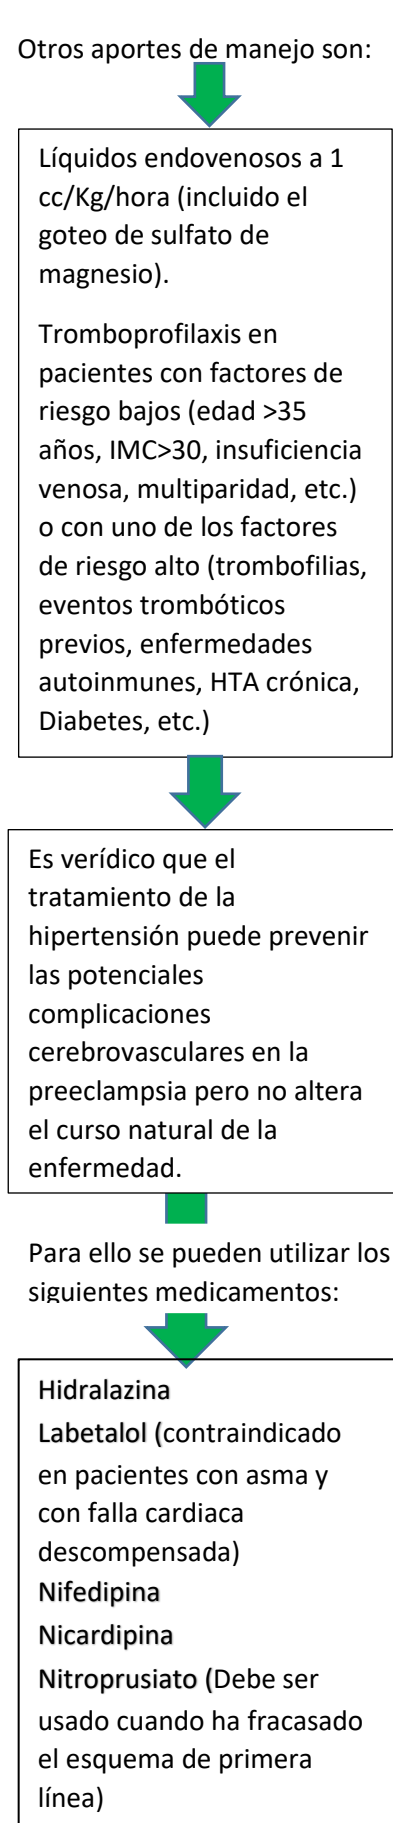 Otros aportes de manejo son:
Líquidos endovenosos a 1
cc/Kg/hora (incluido el
goteo de sulfato de
magnesio).
Tromboprofilaxis en
pacientes con factores de
riesgo bajos (edad >35
años, IMC>30, insuficiencia
venosa, multiparidad, etc.)
o con uno de los factores
de riesgo alto (trombofilias,
eventos trombóticos
previos, enfermedades
autoinmunes, HTA crónica,
Diabetes, etc.)
Es verídico que el
tratamiento de la
hipertensión puede prevenir
las potenciales
complicaciones
cerebrovasculares en la
preeclampsia pero no altera
el curso natural de la
enfermedad.
Para ello se pueden utilizar los
siguientes medicamentos:
Hidralazina
Labetalol (contraindicado
en pacientes con asma y
con falla cardiaca
descompensada)
Nifedipina
Nicardipina
Nitroprusiato (Debe ser
usado cuando ha fracasado
el esquema de primera
línea)